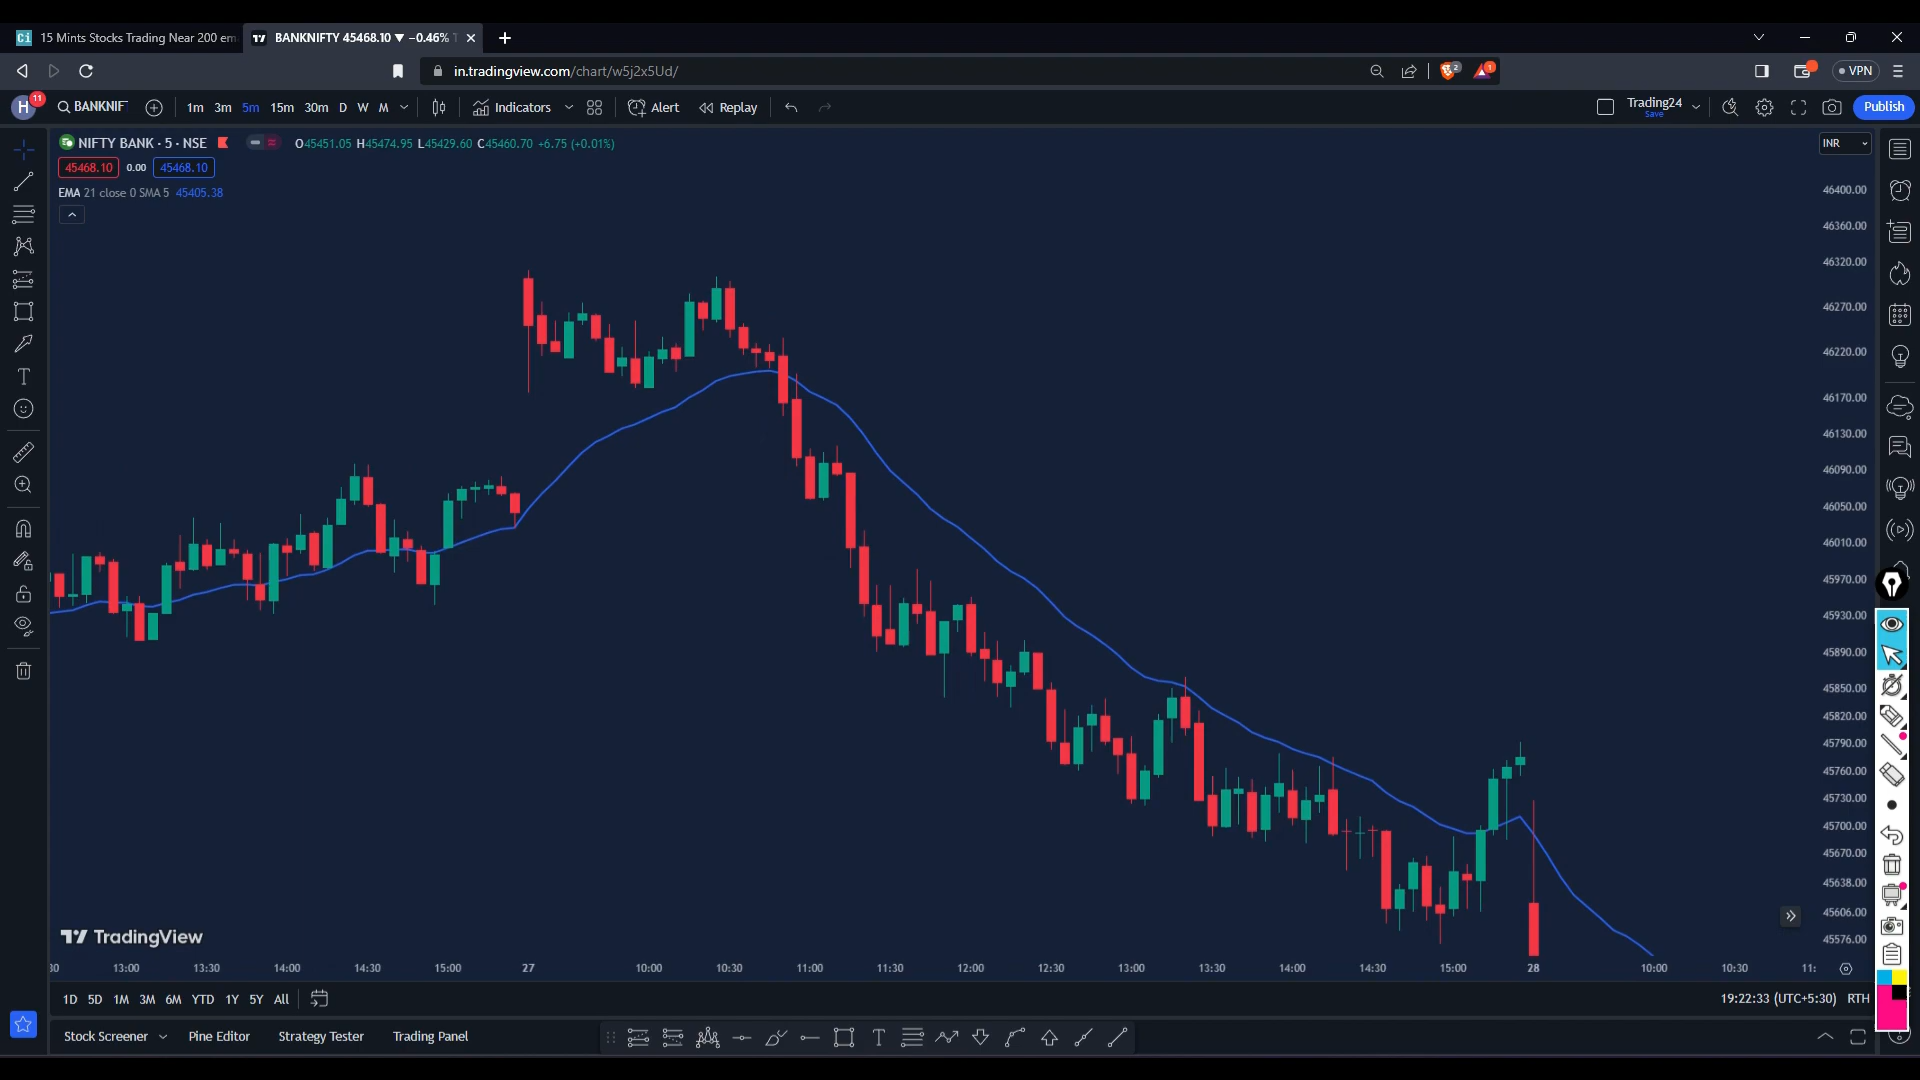 15 Mints Stocks Trading Near 200 em
BANKNIFTY 45468.10 ▼ −0.46%
in.tradingview.com/chart/w5j2x5Ud/
2
1
VPN
H
11
BANKNIF
1m 3m 5m 15m 30m D W M
Indicators
Alert
Replay
Trading24
Save
Publish
NIFTY BANK · 5 · NSE
O45451.05 H45474.95 L45429.60 C45460.70 +6.75 (+0.01%)
INR
45468.10 0.00 45468.10
EMA 21 close 0 SMA 5 45405.38
46400.00
46360.00
46320.00
46270.00
46220.00
46170.00
46130.00
46090.00
46050.00
46010.00
45970.00
45930.00
45890.00
45850.00
45820.00
45790.00
45760.00
45730.00
45700.00
45670.00
45638.00
45606.00
45576.00
TradingView
30 13:00 13:30 14:00 14:30 15:00 27 10:00 10:30 11:00 11:30 12:00 12:30 13:00 13:30 14:00 14:30 15:00 28 10:00 10:30 11:
1D 5D 1M 3M 6M YTD 1Y 5Y All
19:22:33 (UTC+5:30) RTH
Stock Screener Pine Editor Strategy Tester Trading Panel